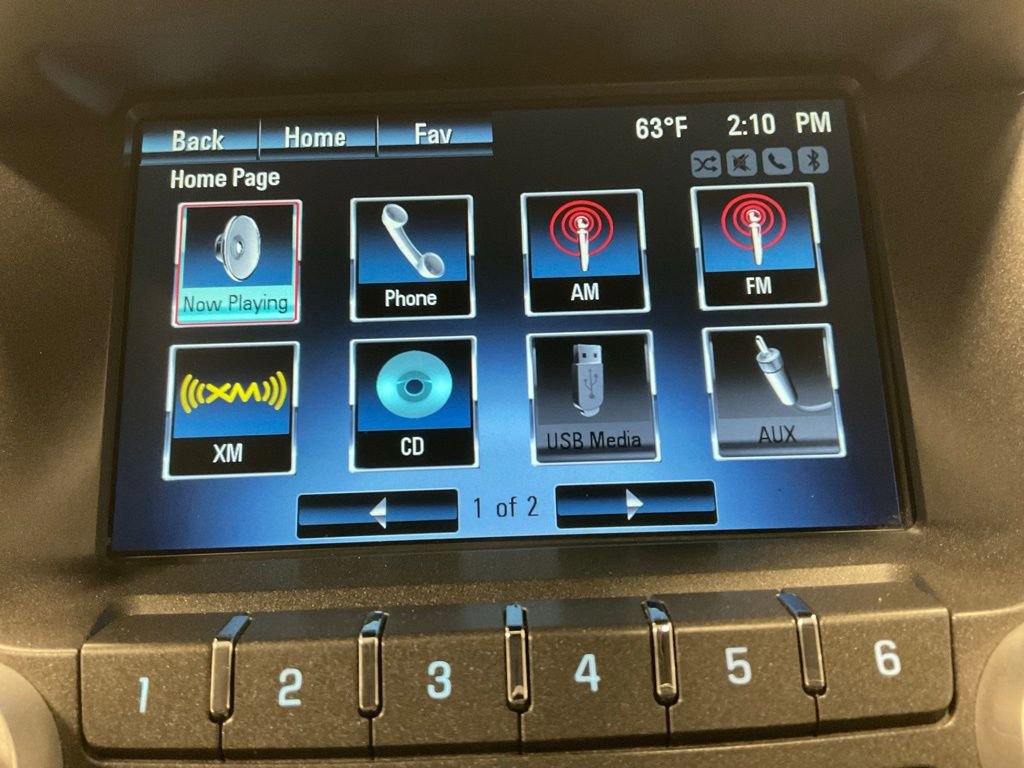 Back Home Fav 63°F 2:10 PM
Home Page
Now Playing Phone AM FM
XM
XM CD USB Media AUX
1 of 2
1 2 3 4 5 6